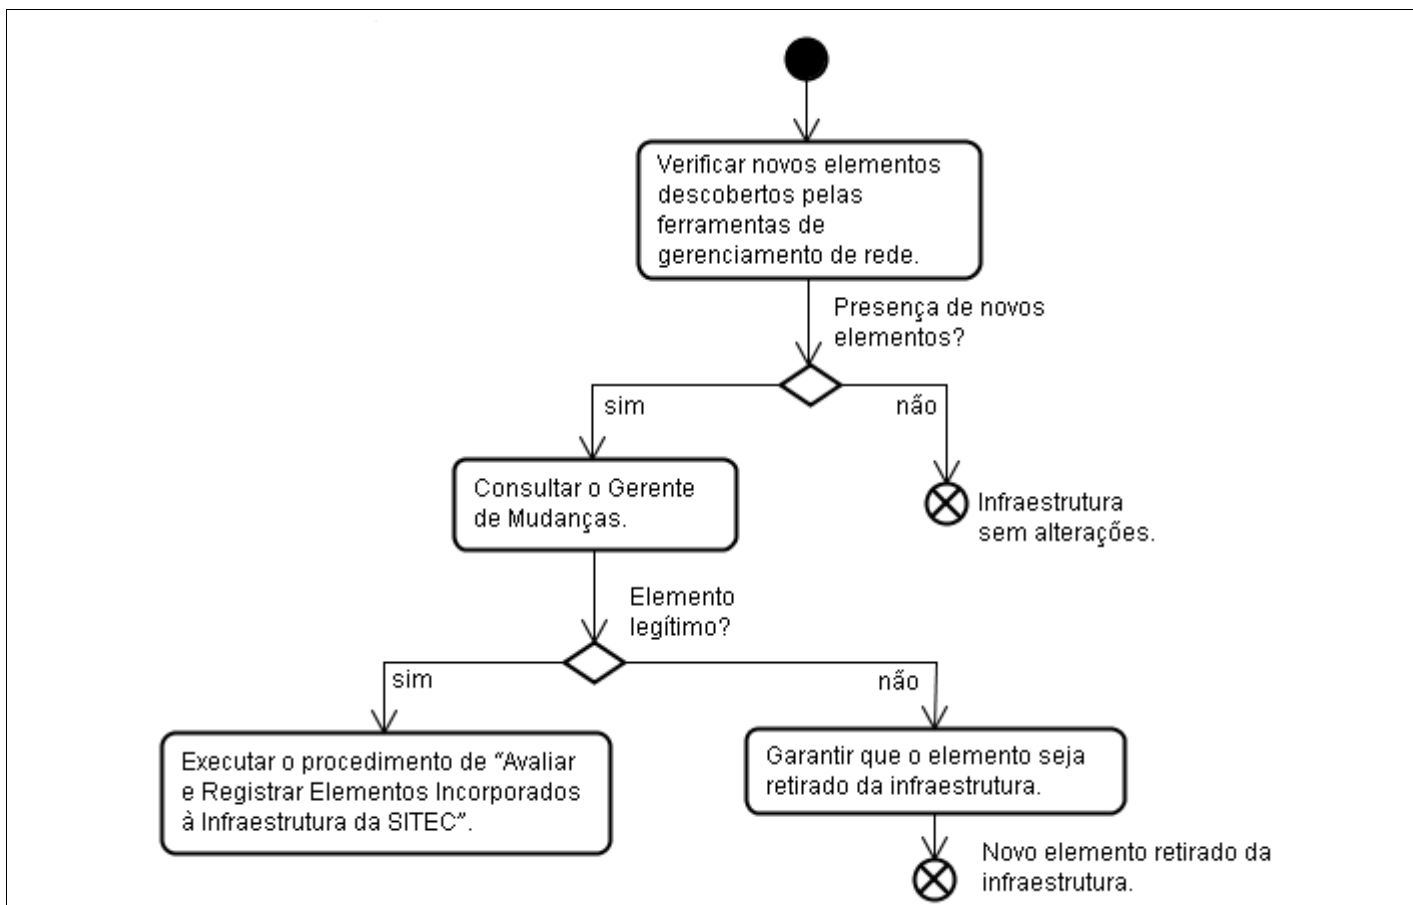 Verificar novos elementos
descobertos pelas
ferramentas de
gerenciamento de rede.
Presença de novos
elementos?
sim
não
Consultar o Gerente
de Mudanças.
Infraestrutura
sem alterações.
Elemento
legítimo?
sim
não
Executar o procedimento de “Avaliar
e Registrar Elementos Incorporados
à Infraestrutura da SITEC”.
Garantir que o elemento seja
retirado da infraestrutura.
Novo elemento retirado da
infraestrutura.